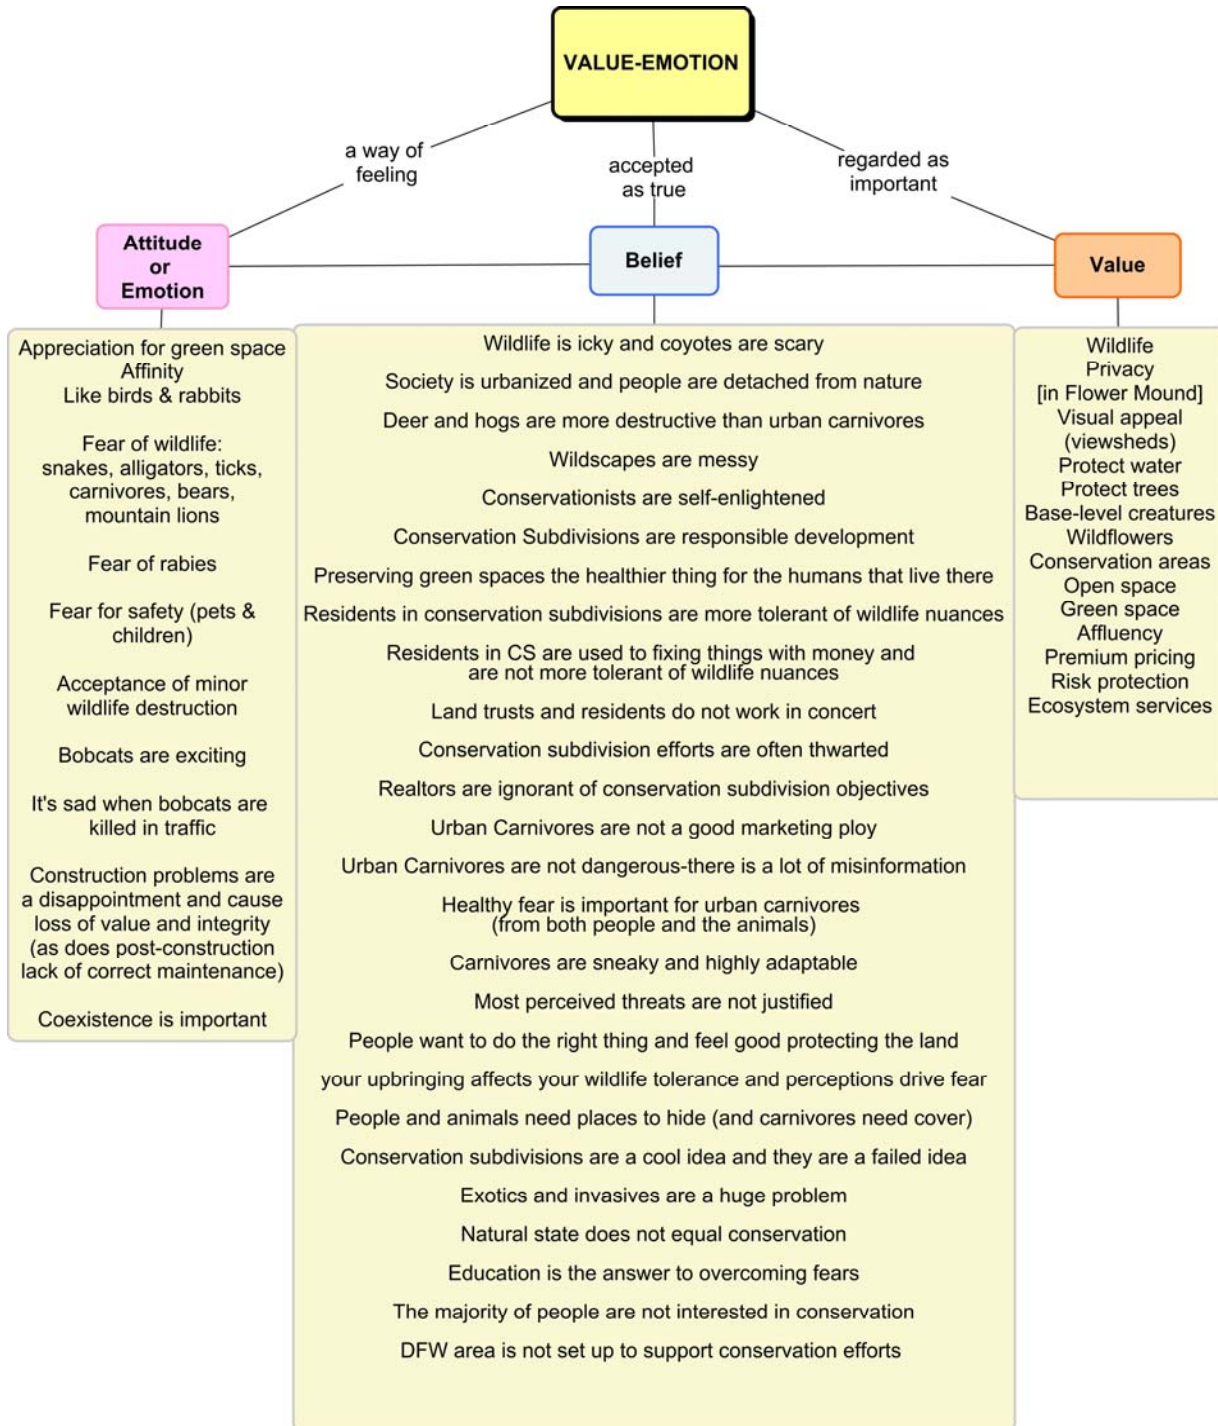 VALUE-EMOTION
a way of
feeling
accepted
as true
regarded as
important
Attitude
or
Emotion
Belief
Value
Appreciation for green space
Affinity
Like birds & rabbits
Fear of wildlife:
snakes, alligators, ticks,
carnivores, bears,
mountain lions
Fear of rabies
Fear for safety (pets &
children)
Acceptance of minor
wildlife destruction
Bobcats are exciting
It's sad when bobcats are
killed in traffic
Construction problems are
a disappointment and cause
loss of value and integrity
(as does post-construction
lack of correct maintenance)
Coexistence is important
Wildlife is icky and coyotes are scary
Society is urbanized and people are detached from nature
Deer and hogs are more destructive than urban carnivores
Wildscapes are messy
Conservationists are self-enlightened
Conservation Subdivisions are responsible development
Preserving green spaces the healthier thing for the humans that live there
Residents in conservation subdivisions are more tolerant of wildlife nuances
Residents in CS are used to fixing things with money and
are not more tolerant of wildlife nuances
Land trusts and residents do not work in concert
Conservation subdivision efforts are often thwarted
Realtors are ignorant of conservation subdivision objectives
Urban Carnivores are not a good marketing ploy
Urban Carnivores are not dangerous-there is a lot of misinformation
Healthy fear is important for urban carnivores
(from both people and the animals)
Carnivores are sneaky and highly adaptable
Most perceived threats are not justified
People want to do the right thing and feel good protecting the land
your upbringing affects your wildlife tolerance and perceptions drive fear
People and animals need places to hide (and carnivores need cover)
Conservation subdivisions are a cool idea and they are a failed idea
Exotics and invasives are a huge problem
Natural state does not equal conservation
Education is the answer to overcoming fears
The majority of people are not interested in conservation
DFW area is not set up to support conservation efforts
Wildlife
Privacy
[in Flower Mound]
Visual appeal
(viewsheds)
Protect water
Protect trees
Base-level creatures
Wildflowers
Conservation areas
Open space
Green space
Affluency
Premium pricing
Risk protection
Ecosystem services